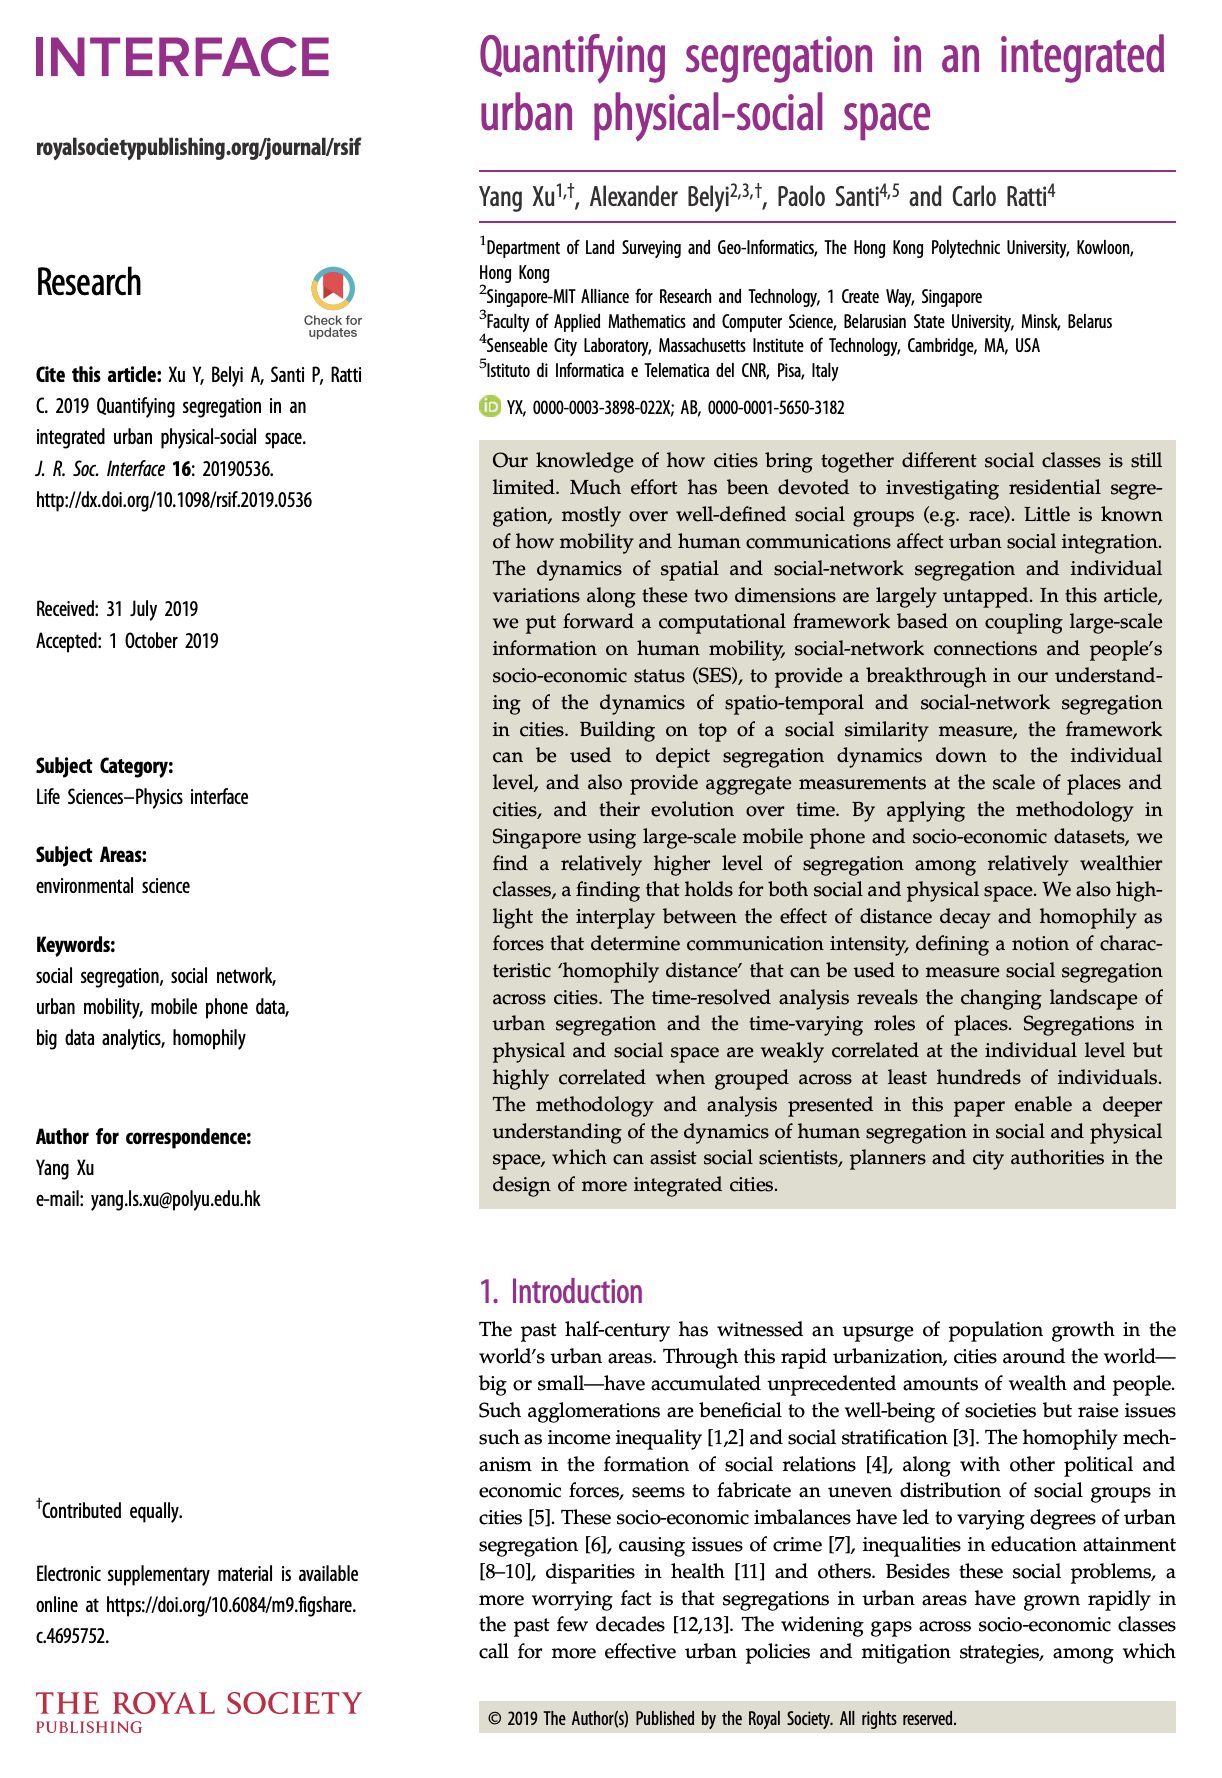 INTERFACE
royalsocietypublishing.org/journal/rsif
Research
Check for
updates
Cite this article: Xu Y, Belyi A, Santi P, Ratti
C. 2019 Quantifying segregation in an
integrated urban physical-social space.
J. R. Soc. Interface 16: 20190536.
http://dx.doi.org/10.1098/rsif.2019.0536
Received: 31 July 2019
Accepted: 1 October 2019
Subject Category:
Life Sciences–Physics interface
Subject Areas:
environmental science
Keywords:
social segregation, social network,
urban mobility, mobile phone data,
big data analytics, homophily
Author for correspondence:
Yang Xu
e-mail: yang.ls.xu@polyu.edu.hk
†Contributed equally.
Electronic supplementary material is available
online at https://doi.org/10.6084/m9.figshare.
c.4695752.
THE ROYAL SOCIETY
PUBLISHING
Quantifying segregation in an integrated
urban physical-social space
Yang Xu1,†, Alexander Belyi2,3,†, Paolo Santi4,5 and Carlo Ratti4
1Department of Land Surveying and Geo-Informatics, The Hong Kong Polytechnic University, Kowloon,
Hong Kong
2Singapore-MIT Alliance for Research and Technology, 1 Create Way, Singapore
3Faculty of Applied Mathematics and Computer Science, Belarusian State University, Minsk, Belarus
4Senseable City Laboratory, Massachusetts Institute of Technology, Cambridge, MA, USA
5Istituto di Informatica e Telematica del CNR, Pisa, Italy
iD YX, 0000-0003-3898-022X; AB, 0000-0001-5650-3182
Our knowledge of how cities bring together different social classes is still
limited. Much effort has been devoted to investigating residential segre-
gation, mostly over well-defined social groups (e.g. race). Little is known
of how mobility and human communications affect urban social integration.
The dynamics of spatial and social-network segregation and individual
variations along these two dimensions are largely untapped. In this article,
we put forward a computational framework based on coupling large-scale
information on human mobility, social-network connections and people's
socio-economic status (SES), to provide a breakthrough in our understand-
ing of the dynamics of spatio-temporal and social-network segregation
in cities. Building on top of a social similarity measure, the framework
can be used to depict segregation dynamics down to the individual
level, and also provide aggregate measurements at the scale of places and
cities, and their evolution over time. By applying the methodology in
Singapore using large-scale mobile phone and socio-economic datasets, we
find a relatively higher level of segregation among relatively wealthier
classes, a finding that holds for both social and physical space. We also high-
light the interplay between the effect of distance decay and homophily as
forces that determine communication intensity, defining a notion of charac-
teristic 'homophily distance' that can be used to measure social segregation
across cities. The time-resolved analysis reveals the changing landscape of
urban segregation and the time-varying roles of places. Segregations in
physical and social space are weakly correlated at the individual level but
highly correlated when grouped across at least hundreds of individuals.
The methodology and analysis presented in this paper enable a deeper
understanding of the dynamics of human segregation in social and physical
space, which can assist social scientists, planners and city authorities in the
design of more integrated cities.
1. Introduction
The past half-century has witnessed an upsurge of population growth in the
world's urban areas. Through this rapid urbanization, cities around the world—
big or small—have accumulated unprecedented amounts of wealth and people.
Such agglomerations are beneficial to the well-being of societies but raise issues
such as income inequality [1,2] and social stratification [3]. The homophily mech-
anism in the formation of social relations [4], along with other political and
economic forces, seems to fabricate an uneven distribution of social groups in
cities [5]. These socio-economic imbalances have led to varying degrees of urban
segregation [6], causing issues of crime [7], inequalities in education attainment
[8–10], disparities in health [11] and others. Besides these social problems, a
more worrying fact is that segregations in urban areas have grown rapidly in
the past few decades [12,13]. The widening gaps across socio-economic classes
call for more effective urban policies and mitigation strategies, among which
© 2019 The Author(s) Published by the Royal Society. All rights reserved.